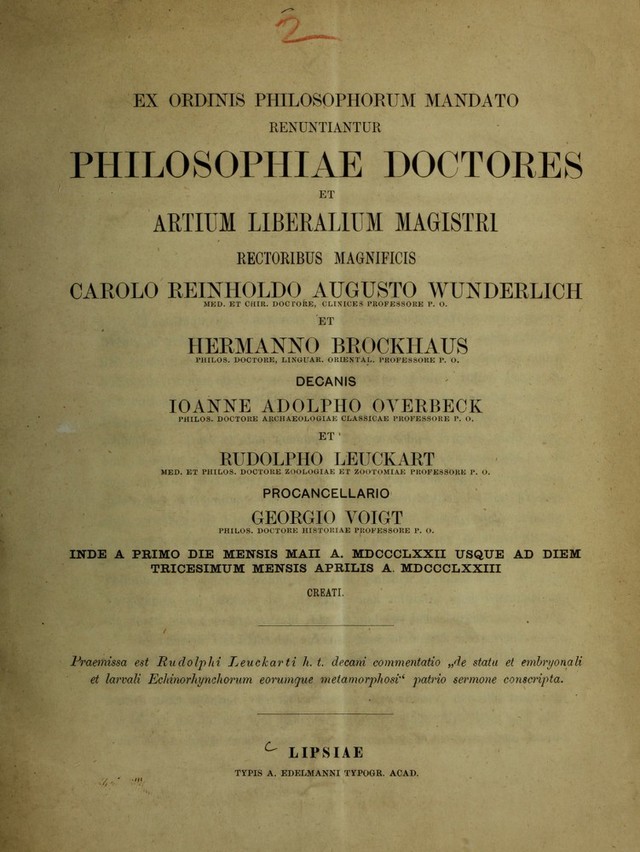 2
EX ORDINIS PHILOSOPHORUM MANDATO
RENUNTIANTUR
PHILOSOPHIAE DOCTORES
ET
ARTIUM LIBERALIUM MAGISTRI
RECTORIBUS MAGNIFICIS
CAROLO REINHOLDO AUGUSTO WUNDERLICH
MED. ET CHIR. DOCTORE, CLINICES PROFESSORE P. O.
ET
HERMANNO BROCKHAUS
PHILOS. DOCTORE, LINGUAR. ORIENTAL. PROFESSORE P. O.
DECANIS
IOANNE ADOLPHO OVERBECK
PHILOS. DOCTORE ARCHAEOLOGIAE CLASSICAE PROFESSORE P. O.
ET
RUDOLPHO LEUCKART
MED. ET PHILOS. DOCTORE ZOOLOGIAE ET ZOOTOMIAE PROFESSORE P. O.
PROCANCELLARIO
GEORGIO VOIGT
PHILOS. DOCTORE HISTORIAE PROFESSORE P. O.
INDE A PRIMO DIE MENSIS MAII A. MDCCCLXXII USQUE AD DIEM
TRICESIMUM MENSIS APRILIS A. MDCCCLXXIII
CREATI.
Praemissa est Rudolphi Leuckarti h. t. decani commentatio „de statu et embryonali
et larvali Echinorhynchorum eorumque metamorphosi“ patrio sermone conscripta.
LIPSIAE
TYPIS A. EDELMANNI TYPOGR. ACAD.